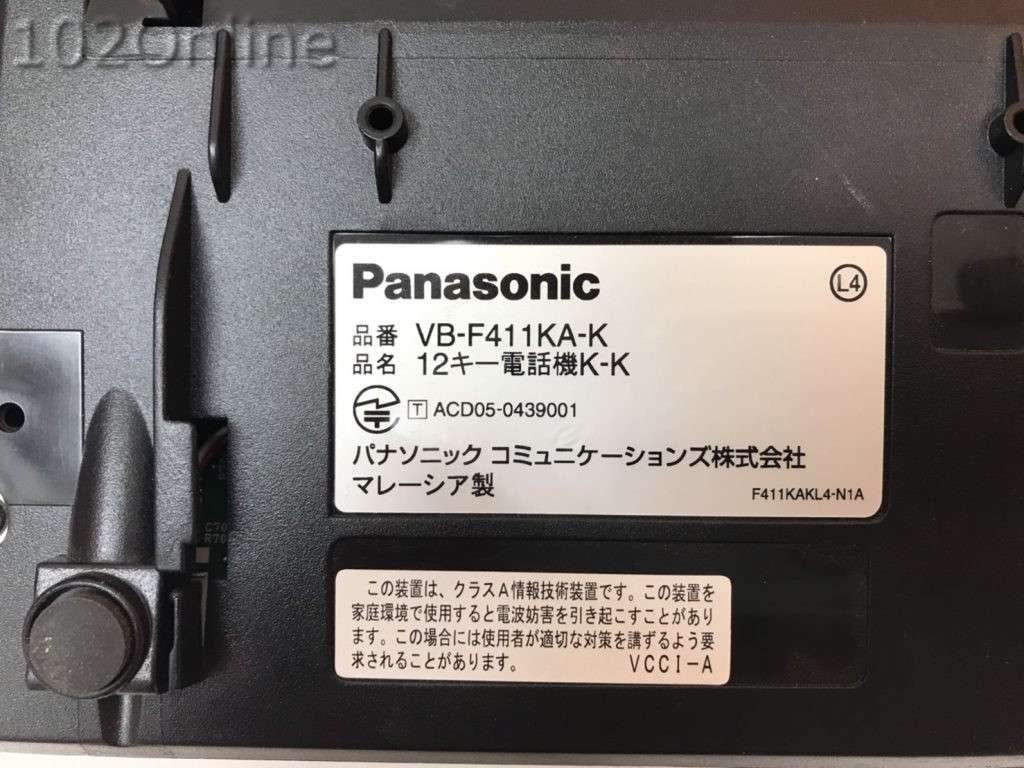 102Online
Panasonic
L4
品番 VB-F411KA-K
品名 12キー電話機K-K
T ACD05-0439001
パナソニック コミュニケーションズ株式会社
マレーシア製
F411KAKL4-N1A
この装置は、クラスA情報技術装置です。この装置を
家庭環境で使用すると電波妨害を引き起こすことがあり
ます。この場合には使用者が適切な対策を講ずるよう要
求されることがあります。 VCCI-A